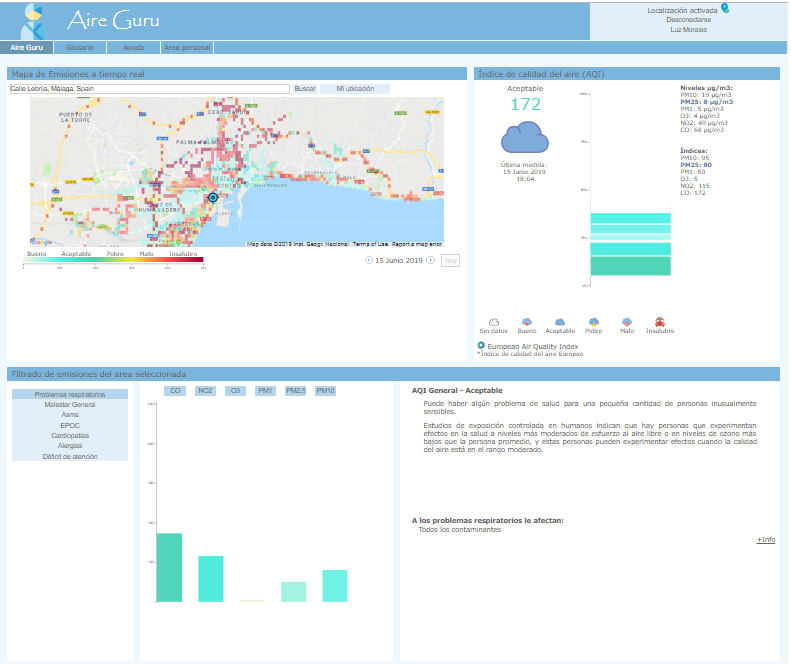 Aire Guru
Localización activada
Desconectarse
Luz Morales
Aire Guru
Glosario
Ayuda
Area personal
Mapa de Emisiones a tiempo real
Calle Lebrija, Málaga, Spain
Buscar
Mi ubicación
PUERTO DE
LA TORRE
Google
Map data ©2019 Inst. Geogr. Nacional
Terms of Use
Report a map error
Bueno
Aceptable
Pobre
Malo
Insalubre
15 Junio 2019
Hoy
Índice de calidad del aire (AQI)
Aceptable
172
Última medida:
15 Junio 2019
18:04
Niveles µg/m3:
PM10: 19 µg/m3
PM25: 8 µg/m3
PM1: 5 µg/m3
O3: 4 µg/m3
NO2: 49 µg/m3
CO: 68 µg/m3
Índices:
PM10: 95
PM25: 80
PM1: 50
O3: 5
NO2: 115
CO: 172
Sin datos
Bueno
Aceptable
Pobre
Malo
Insalubre
European Air Quality Index
*Índice de calidad del aire Europeo
Filtrado de emisiones del area seleccionada
Problemas respiratorios
Malestar General
Asma
EPOC
Cardiopatías
Alergias
Déficit de atención
CO
NO2
O3
PM1
PM2.5
PM10
AQI General - Aceptable
Puede haber algún problema de salud para una pequeña cantidad de personas inusualmente
sensibles.
Estudios de exposición controlada en humanos indican que hay personas que experimentan
efectos en la salud a niveles más moderados de esfuerzo al aire libre o en niveles de ozono más
bajos que la persona promedio, y estas personas pueden experimentar efectos cuando la calidad
del aire está en el rango moderado.
A los problemas respiratorios le afectan:
Todos los contaminantes
+Info